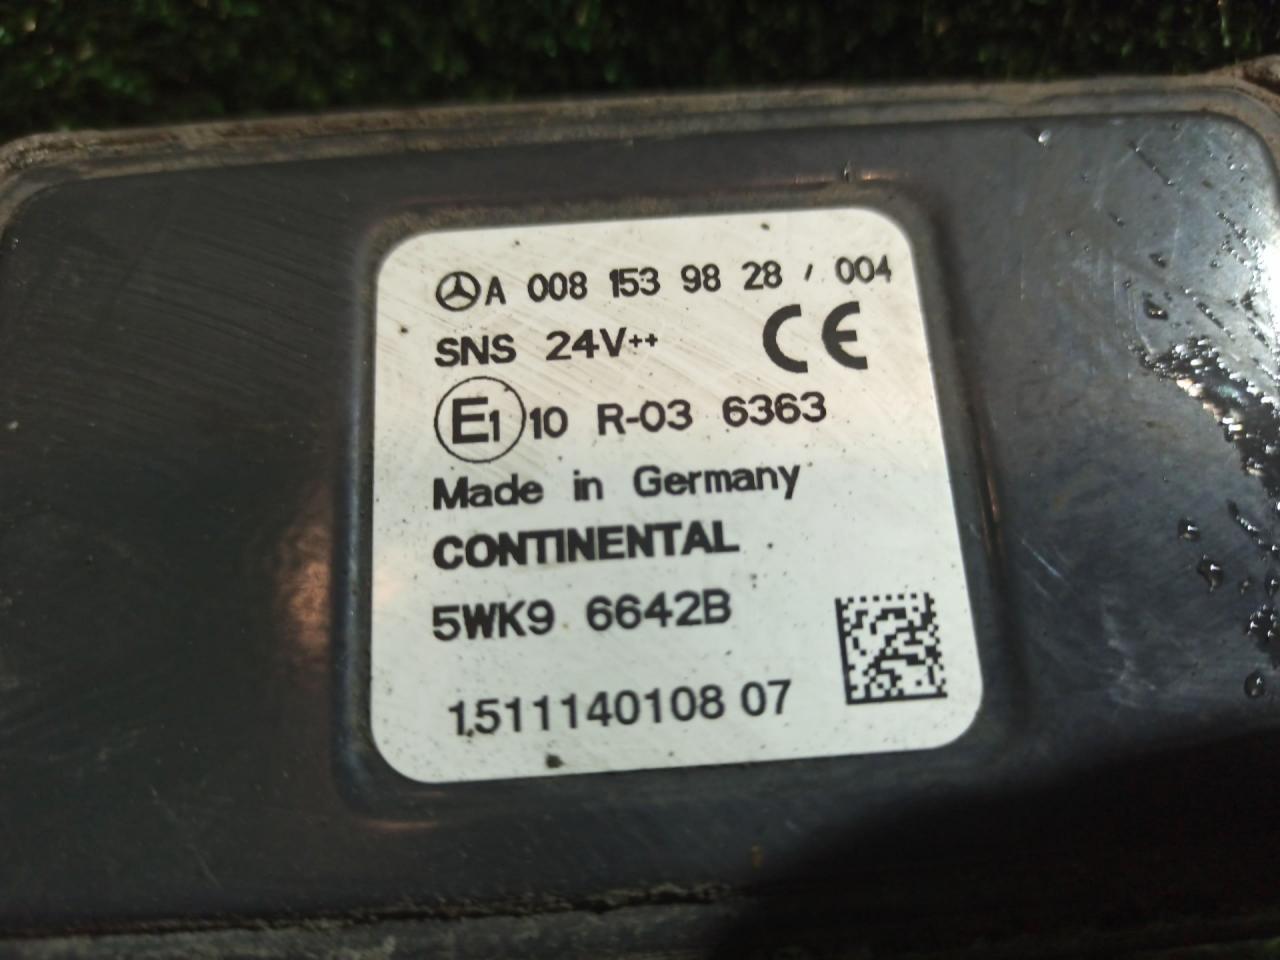 A 008 153 98 28 / 004
SNS 24V++ CE
E1 10 R-03 6363
Made in Germany
CONTINENTAL
5WK9 6642B
1511140108 07